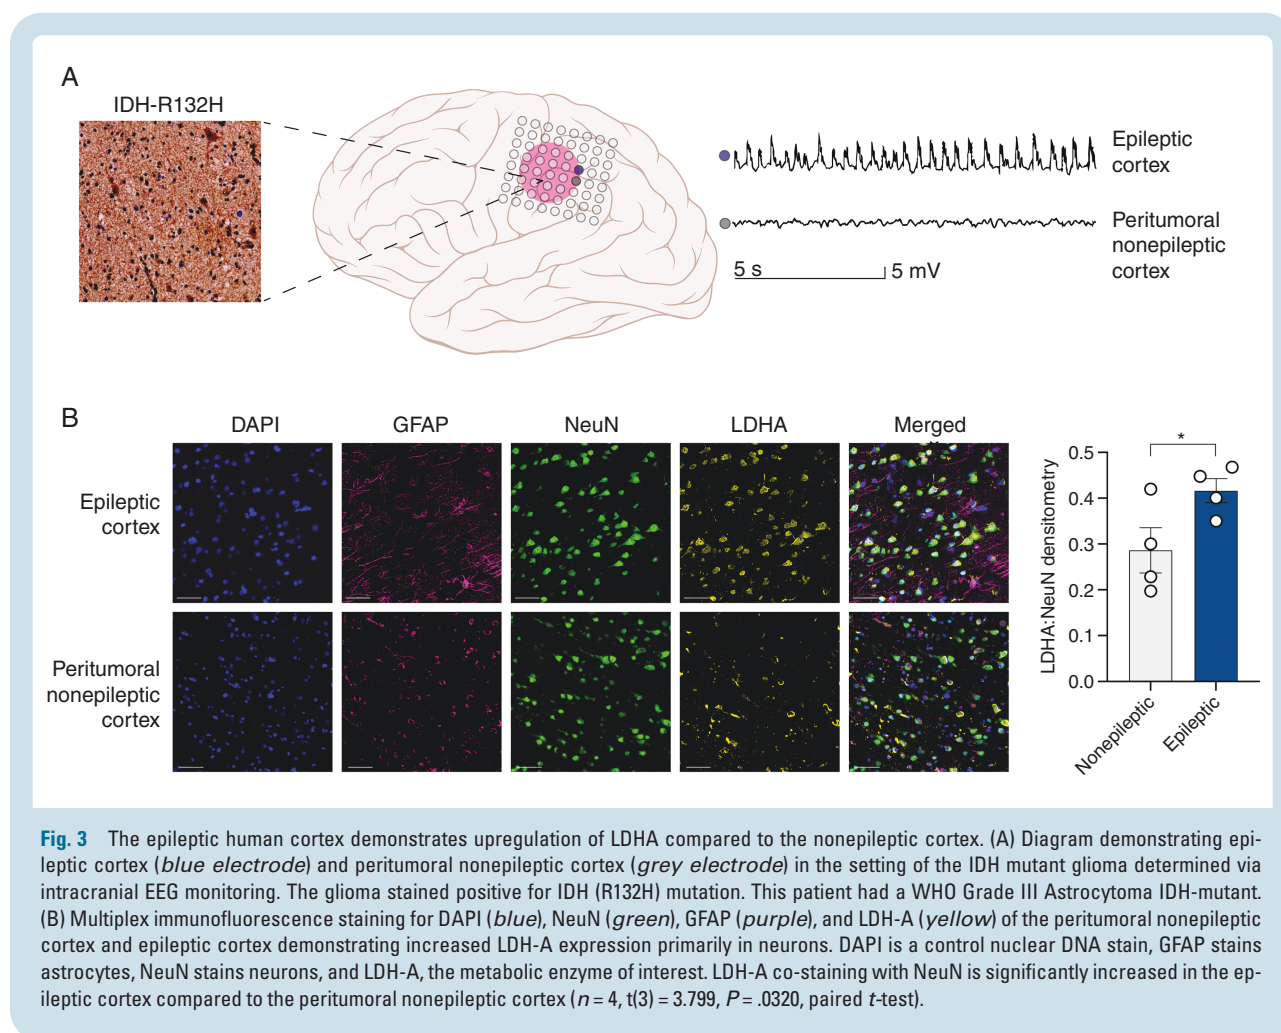 A
IDH-R132H
Epileptic
cortex
Peritumoral
nonepileptic
cortex
5 s
5 mV
B
DAPI
GFAP
NeuN
LDHA
Merged
Epileptic
cortex
Peritumoral
nonepileptic
cortex
LDHA:NeuN densitometry
0.5
0.4
0.3
0.2
0.1
0.0
*
Nonepileptic
Epileptic
Fig. 3 The epileptic human cortex demonstrates upregulation of LDHA compared to the nonepileptic cortex. (A) Diagram demonstrating epi-
leptic cortex (blue electrode) and peritumoral nonepileptic cortex (grey electrode) in the setting of the IDH mutant glioma determined via
intracranial EEG monitoring. The glioma stained positive for IDH (R132H) mutation. This patient had a WHO Grade III Astrocytoma IDH-mutant.
(B) Multiplex immunofluorescence staining for DAPI (blue), NeuN (green), GFAP (purple), and LDH-A (yellow) of the peritumoral nonepileptic
cortex and epileptic cortex demonstrating increased LDH-A expression primarily in neurons. DAPI is a control nuclear DNA stain, GFAP stains
astrocytes, NeuN stains neurons, and LDH-A, the metabolic enzyme of interest. LDH-A co-staining with NeuN is significantly increased in the ep-
ileptic cortex compared to the peritumoral nonepileptic cortex (n = 4, t(3) = 3.799, P = .0320, paired t-test).